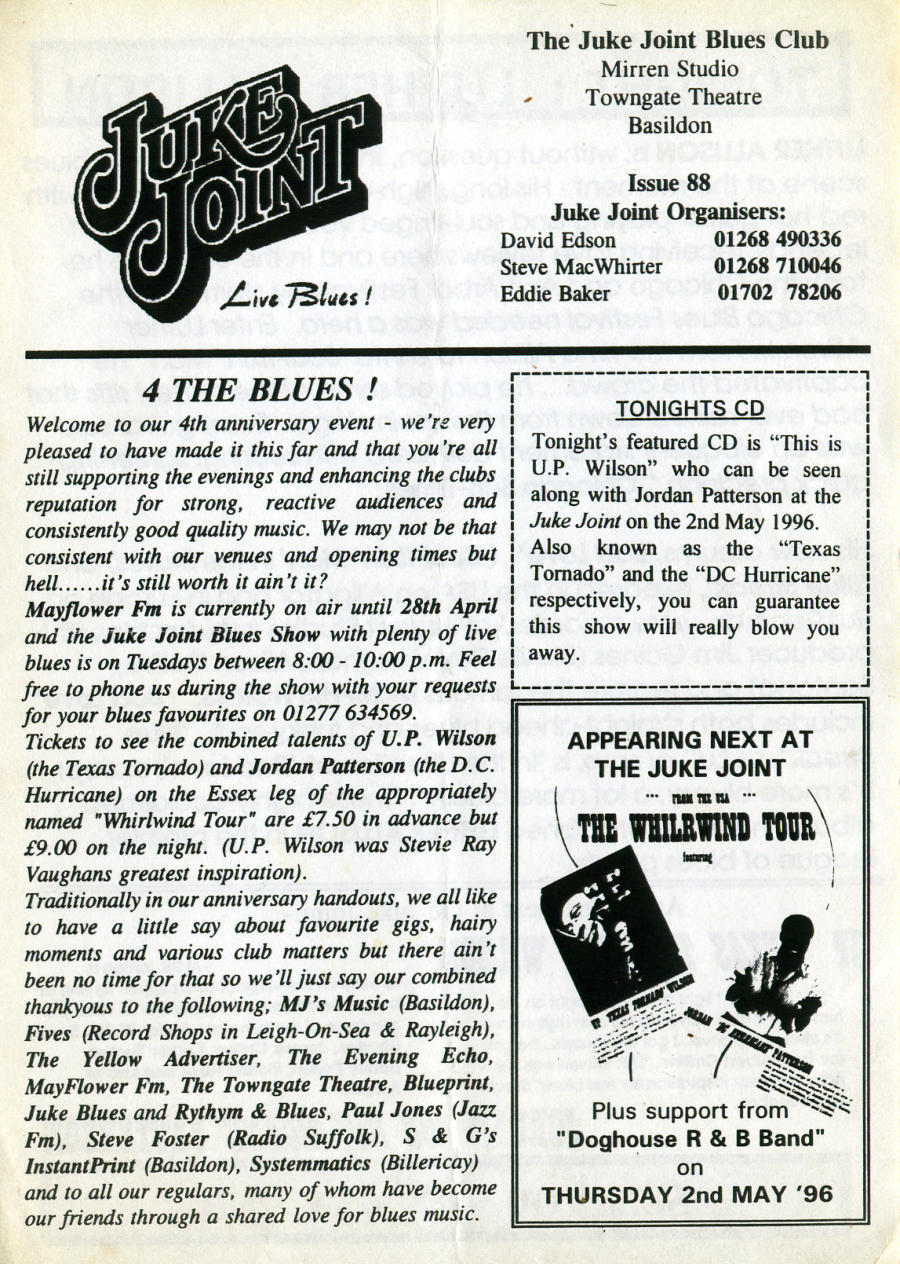 JUKE
JOINT
Live Blues!
The Juke Joint Blues Club
Mirren Studio
Towngate Theatre
Basildon
Issue 88
Juke Joint Organisers:
David Edson 01268 490336
Steve MacWhirter 01268 710046
Eddie Baker 01702 78206
4 THE BLUES !
Welcome to our 4th anniversary event - we're very
pleased to have made it this far and that you're all
still supporting the evenings and enhancing the clubs
reputation for strong, reactive audiences and
consistently good quality music. We may not be that
consistent with our venues and opening times but
hell......it's still worth it ain't it?
Mayflower Fm is currently on air until 28th April
and the Juke Joint Blues Show with plenty of live
blues is on Tuesdays between 8:00 - 10:00 p.m. Feel
free to phone us during the show with your requests
for your blues favourites on 01277 634569.
Tickets to see the combined talents of U.P. Wilson
(the Texas Tornado) and Jordan Patterson (the D.C.
Hurricane) on the Essex leg of the appropriately
named "Whirlwind Tour" are £7.50 in advance but
£9.00 on the night. (U.P. Wilson was Stevie Ray
Vaughans greatest inspiration).
Traditionally in our anniversary handouts, we all like
to have a little say about favourite gigs, hairy
moments and various club matters but there ain't
been no time for that so we'll just say our combined
thankyous to the following; MJ's Music (Basildon),
Fives (Record Shops in Leigh-On-Sea & Rayleigh),
The Yellow Advertiser, The Evening Echo,
MayFlower Fm, The Towngate Theatre, Blueprint,
Juke Blues and Rythym & Blues, Paul Jones (Jazz
Fm), Steve Foster (Radio Suffolk), S & G's
InstantPrint (Basildon), Systemmatics (Billericay)
and to all our regulars, many of whom have become
our friends through a shared love for blues music.
TONIGHTS CD
Tonight's featured CD is "This is
U.P. Wilson" who can be seen
along with Jordan Patterson at the
Juke Joint on the 2nd May 1996.
Also known as the "Texas
Tornado" and the "DC Hurricane"
respectively, you can guarantee
this show will really blow you
away.
APPEARING NEXT AT
THE JUKE JOINT
FROM THE USA
THE WHILRWIND TOUR
featuring
UP 'TEXAS TORNADO' WILSON
JORDAN 'DC HURRICANE' PATTERSON
Plus support from
"Doghouse R & B Band"
on
THURSDAY 2nd MAY '96